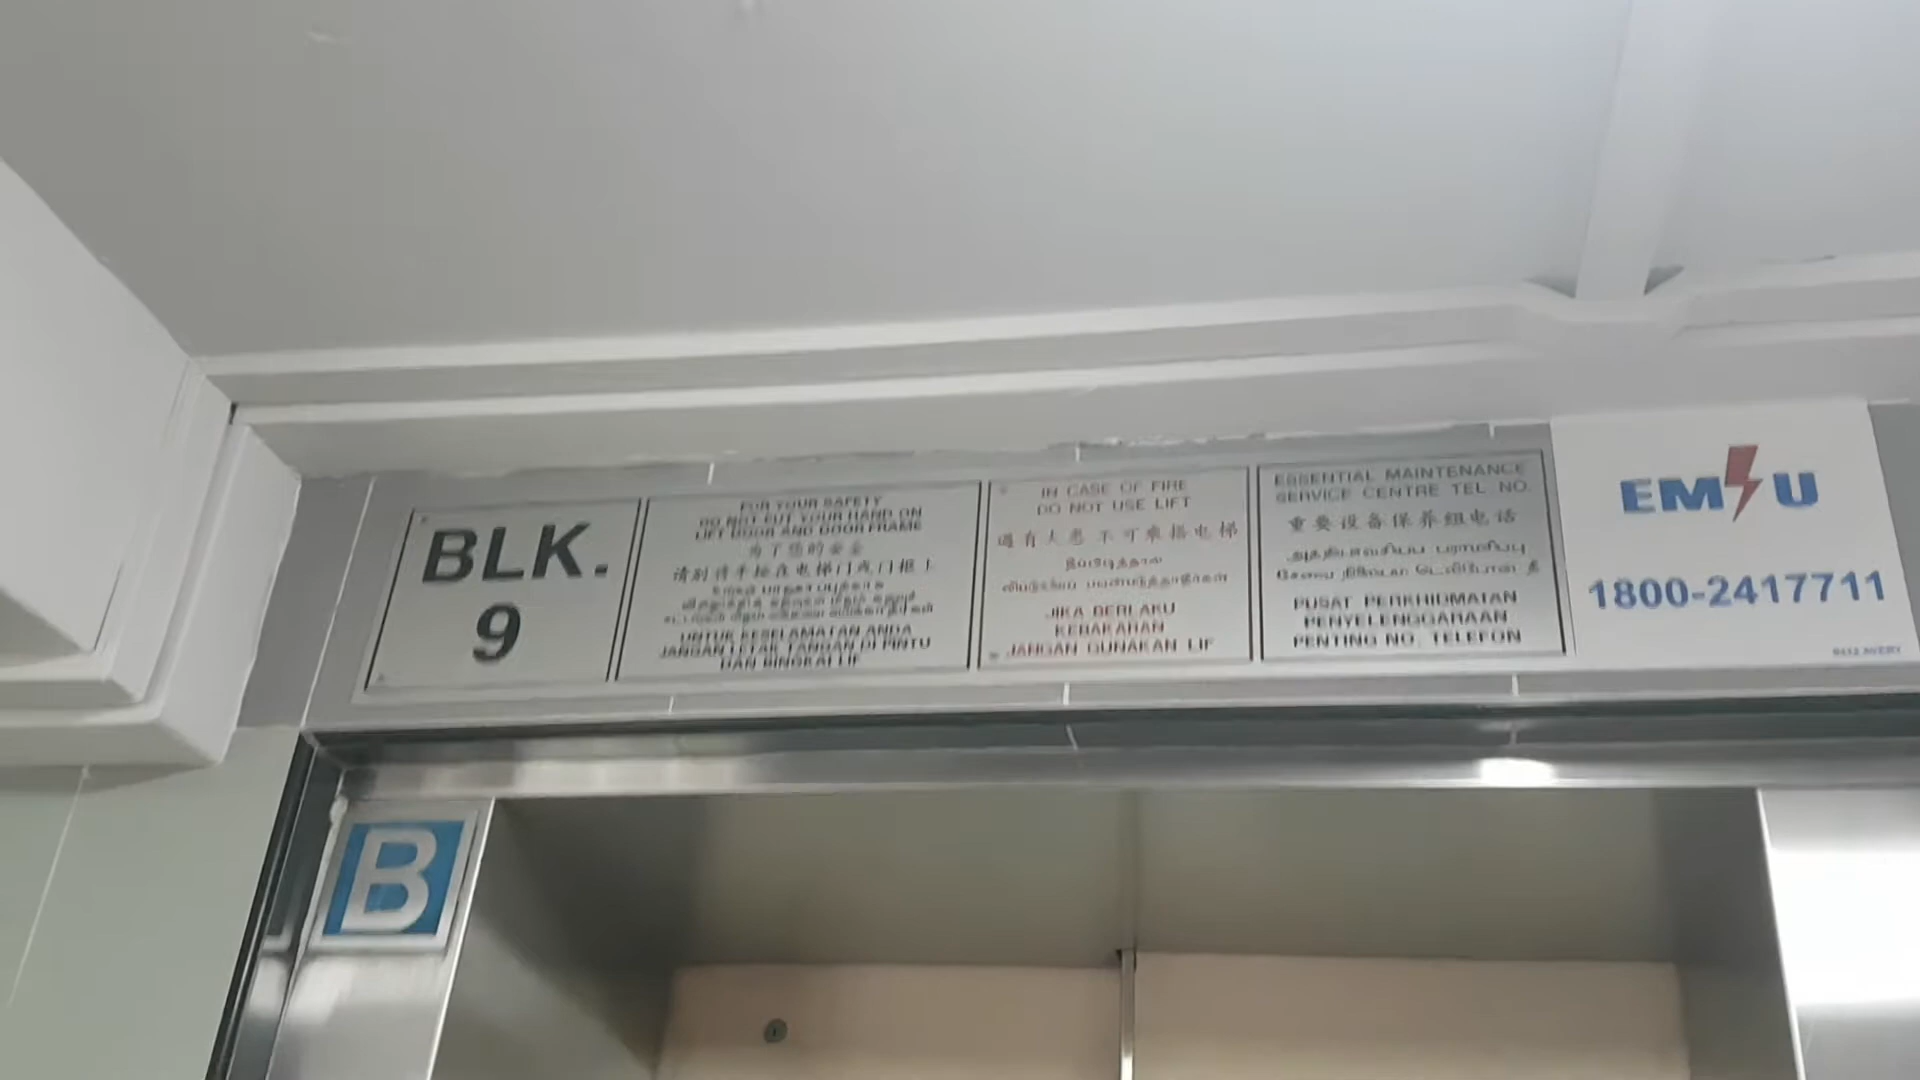 BLK.
9
FOR YOUR SAFETY
DO NOT PUT YOUR HAND ON
LIFT DOOR AND DOOR FRAME
为了您的安全
请别将手按在电梯门或门框上
UNTUK KESELAMATAN ANDA
JANGAN LETAK TANGAN DI PINTU
DAN BINGKAI LIF
IN CASE OF FIRE
DO NOT USE LIFT
遇有火患 不可乘搭电梯
JIKA BERLAKU
KEBAKARAN
JANGAN GUNAKAN LIF
ESSENTIAL MAINTENANCE
SERVICE CENTRE TEL NO.
重要设备保养组电话
PUSAT PERKHIDMATAN
PENYELENGGARAAN
PENTING NO. TELEFON
EMSU
1800-2417711
B